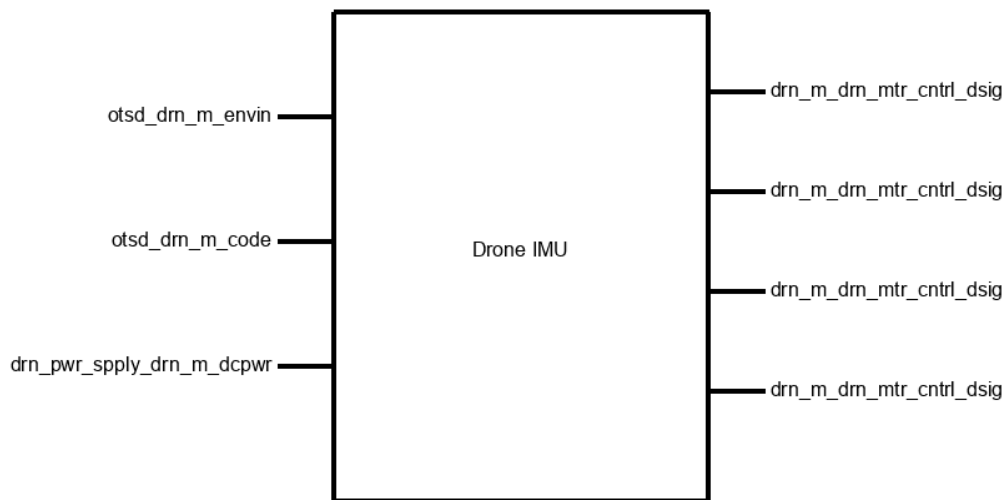 otsd_drn_m_envin
otsd_drn_m_code
drn_pwr_spply_drn_m_dcpwr
Drone IMU
drn_m_drn_mtr_cntrl_dsig
drn_m_drn_mtr_cntrl_dsig
drn_m_drn_mtr_cntrl_dsig
drn_m_drn_mtr_cntrl_dsig